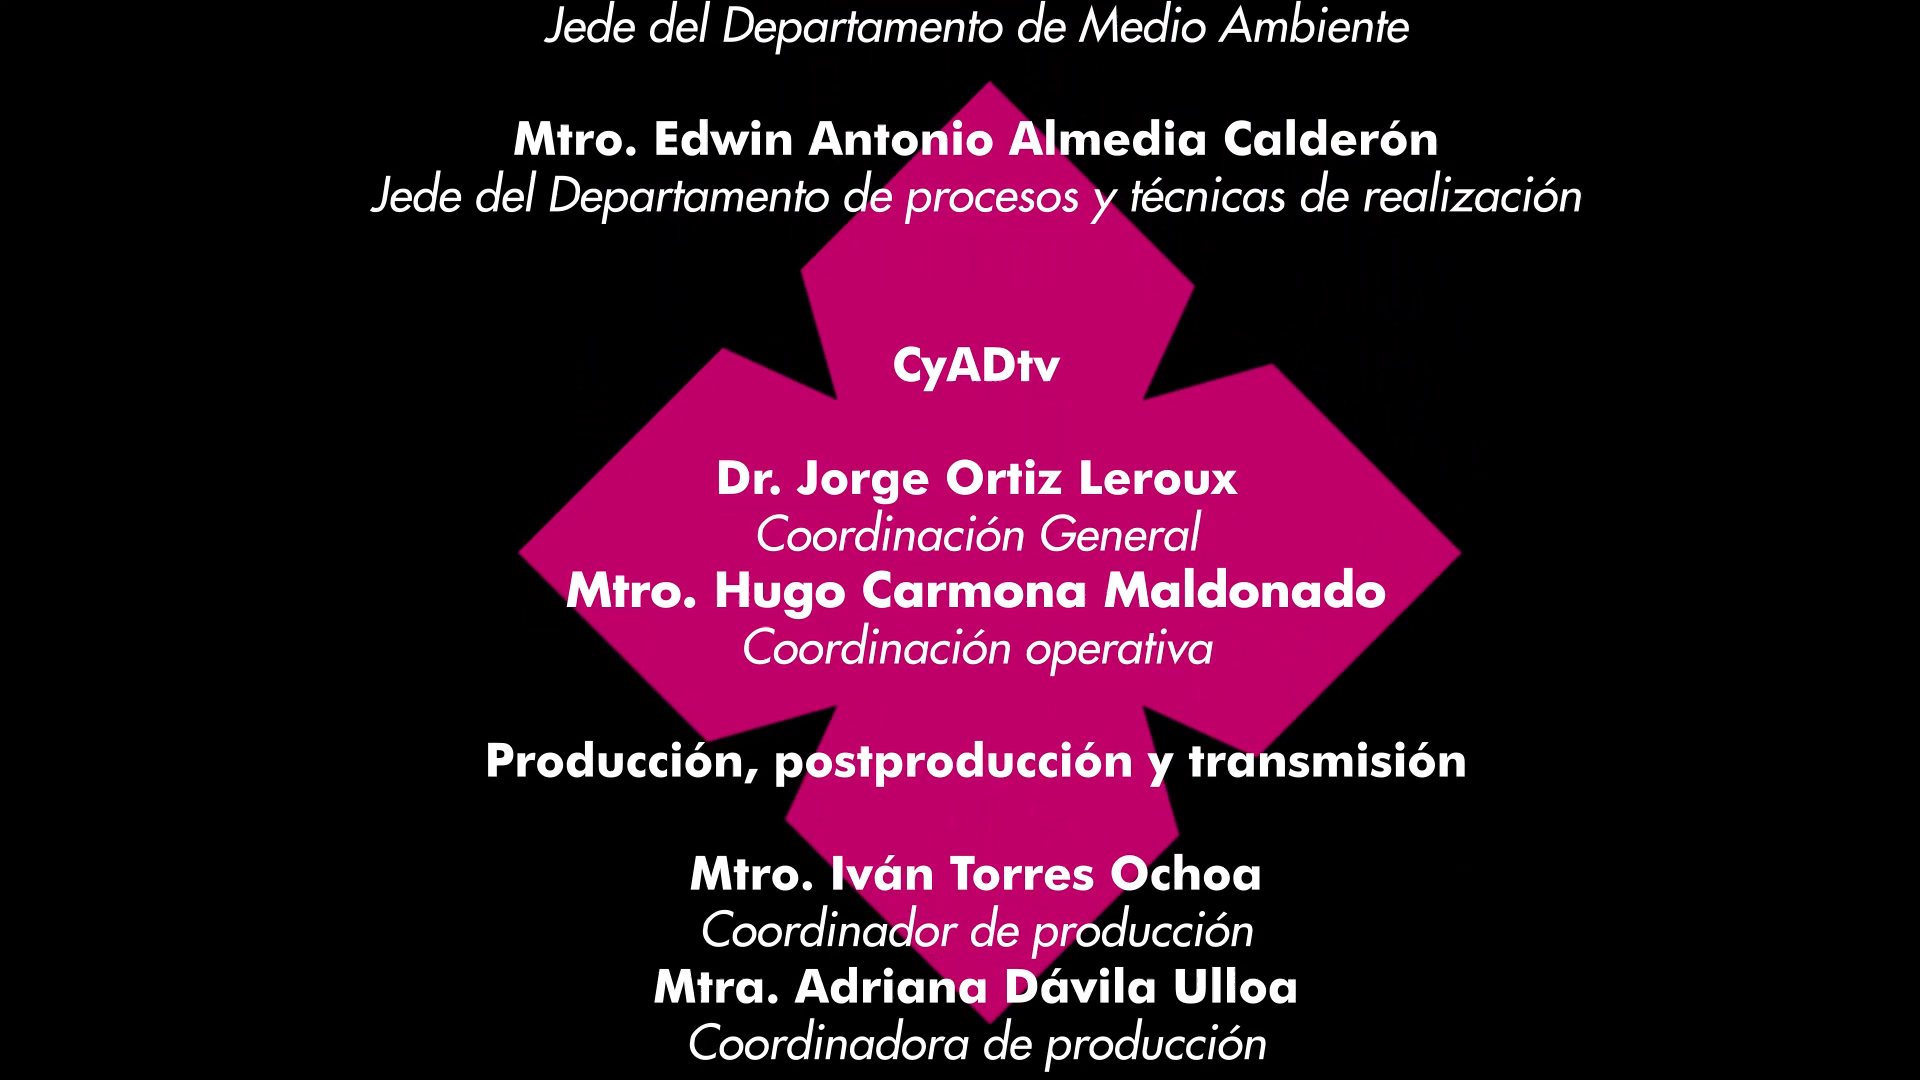 Jede del Departamento de Medio Ambiente
Mtro. Edwin Antonio Almedia Calderón
Jede del Departamento de procesos y técnicas de realización
CyADtv
Dr. Jorge Ortiz Leroux
Coordinación General
Mtro. Hugo Carmona Maldonado
Coordinación operativa
Producción, postproducción y transmisión
Mtro. Iván Torres Ochoa
Coordinador de producción
Mtra. Adriana Dávila Ulloa
Coordinadora de producción